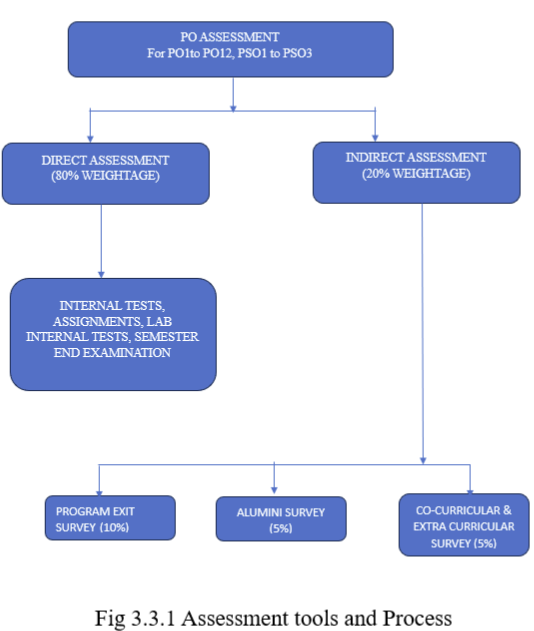 PO ASSESSMENT
For PO1to PO12, PSO1 to PSO3
DIRECT ASSESSMENT
(80% WEIGHTAGE)
INDIRECT ASSESSMENT
(20% WEIGHTAGE)
INTERNAL TESTS,
ASSIGNMENTS, LAB
INTERNAL TESTS, SEMESTER
END EXAMINATION
PROGRAM EXIT
SURVEY (10%)
ALUMINI SURVEY
(5%)
CO-CURRICULAR &
EXTRA CURRICULAR
SURVEY (5%)
Fig 3.3.1 Assessment tools and Process